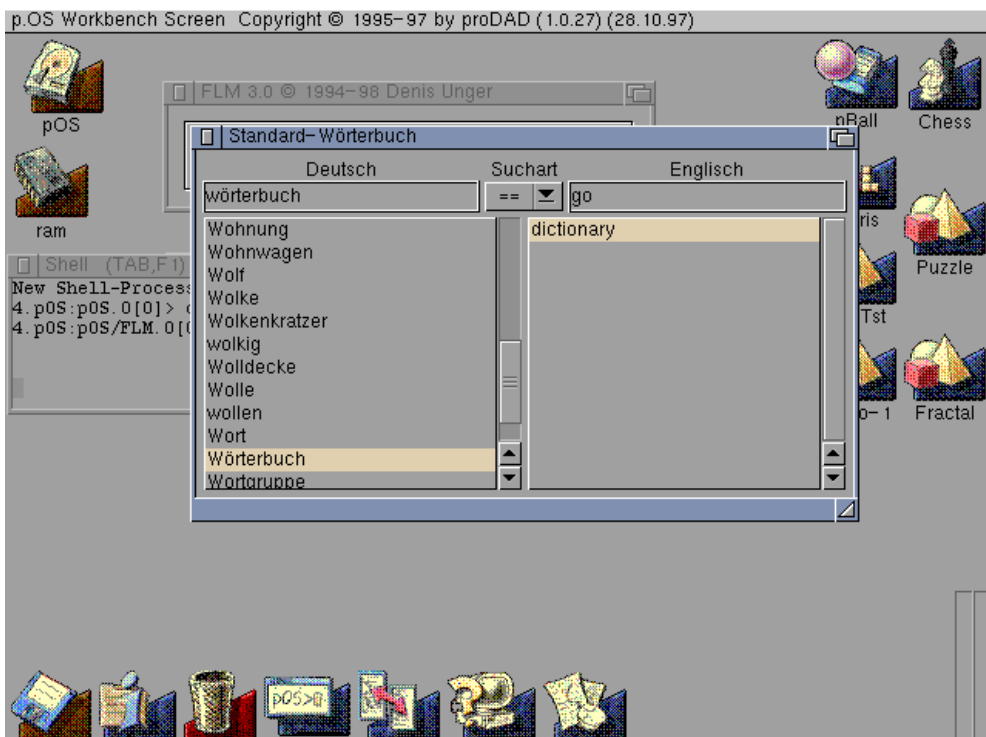 p.OS Workbench Screen Copyright © 1995-97 by proDAD (1.0.27) (28.10.97)
pOS
ram
FLM 3.0 © 1994-98 Denis Unger
pBall
Chess
Puzzle
Tst
Fractal
Shell (TAB,F1)
New Shell-Process
4.pOS:pOS.0[0]>
4.pOS:pOS/FLM.0[
Standard-Wörterbuch
Deutsch Suchart Englisch
wörterbuch == go
Wohnung
Wohnwagen
Wolf
Wolke
Wolkenkratzer
wolkig
Wolldecke
Wolle
wollen
Wort
Wörterbuch
Wortgruppe
dictionary
pOS>